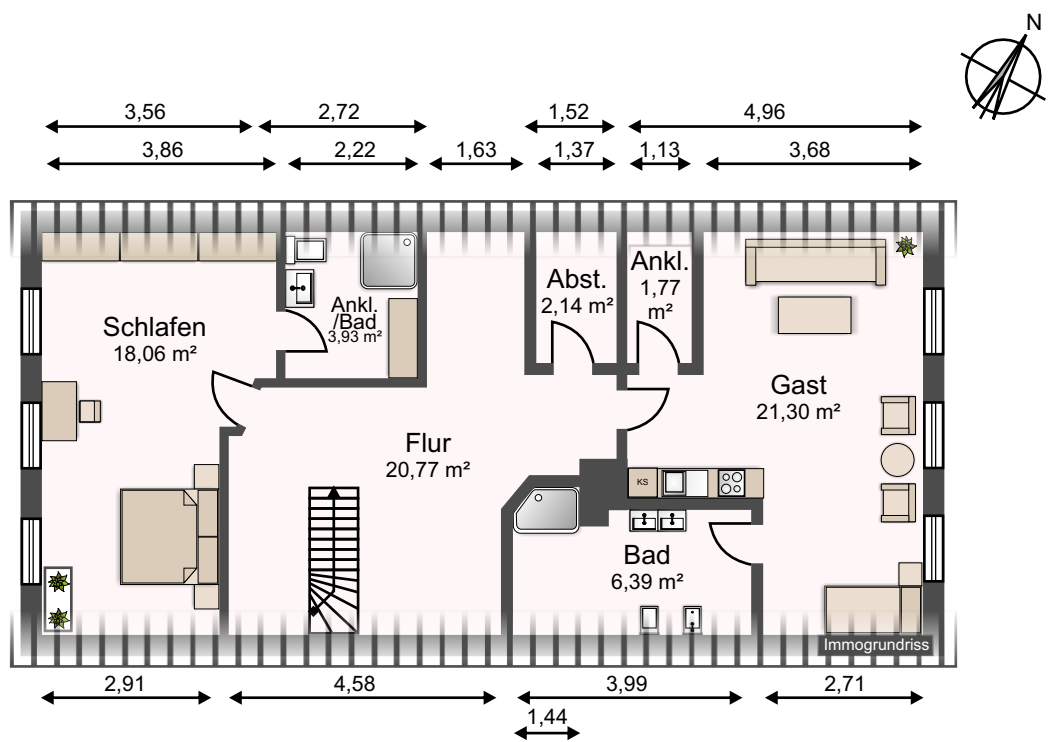 N
3,56
2,72
1,52
4,96
3,86
2,22
1,63
1,37
1,13
3,68
Schlafen
18,06 m²
Ankl.
/Bad
3,93 m²
Abst.
2,14 m²
Ankl.
1,77
m²
Gast
21,30 m²
Flur
20,77 m²
KS
Bad
6,39 m²
Immogrundriss
2,91
4,58
3,99
2,71
1,44